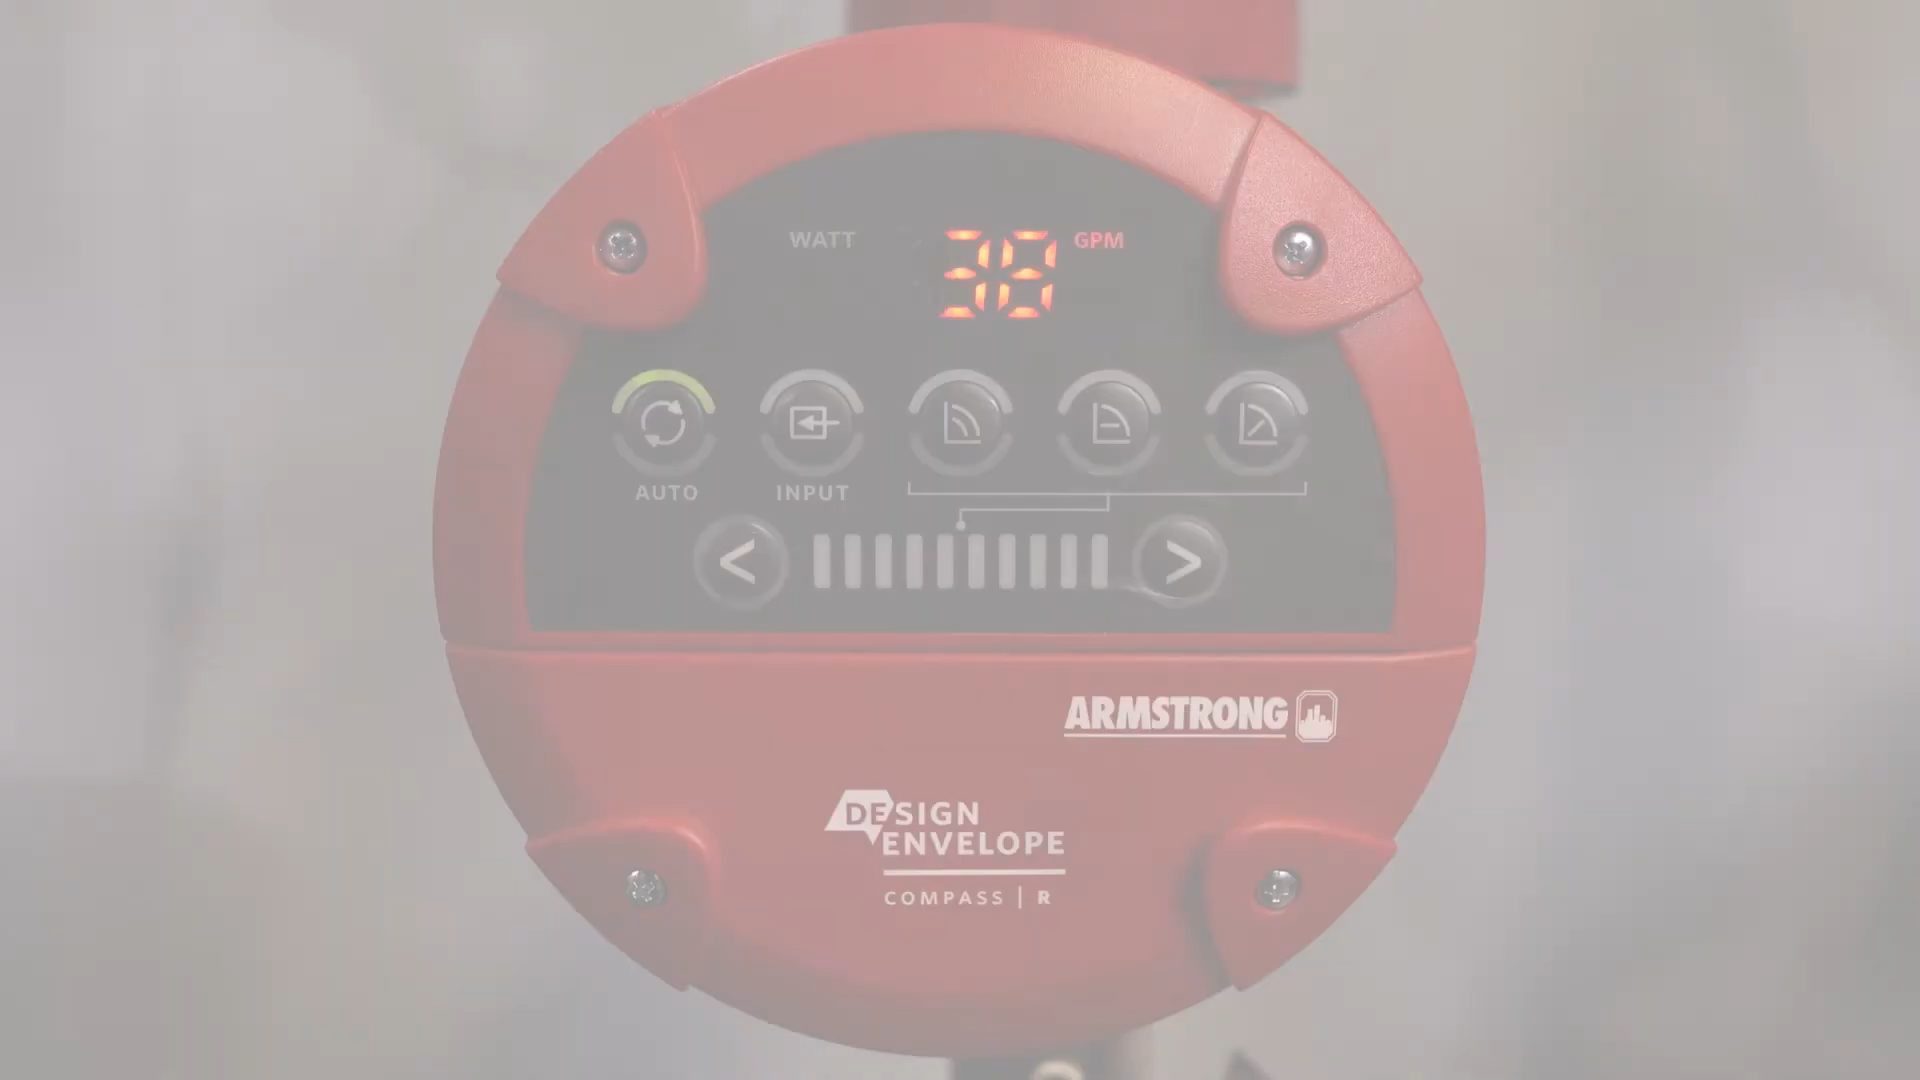 WATT 38 GPM
AUTO INPUT
< >
ARMSTRONG
DESIGN
ENVELOPE
COMPASS | R